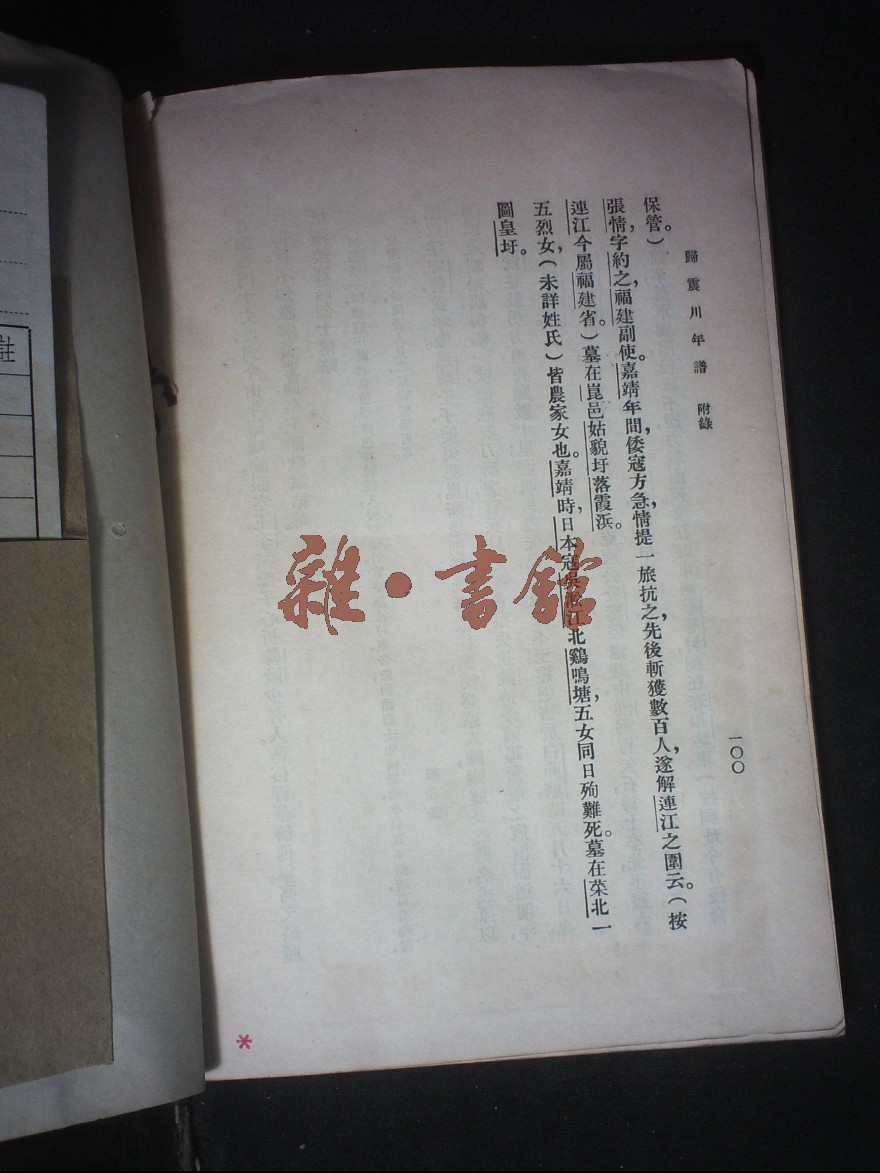 歸震川年譜 附錄
一〇〇
保管。)
張情，字約之，福建副使。嘉靖年間，倭寇方急，情提一旅抗之，先後斬獲數百人，遂解連江之圍云。(按
連江今屬福建省。)墓在崑邑姑貌圩落霞浜。
五烈女，(未詳姓氏)皆農家女也。嘉靖時，日本寇吳淞江北鷄鳴塘，五女同日殉難死。墓在菜北一
圖皇圩。
註
雜·書館
*